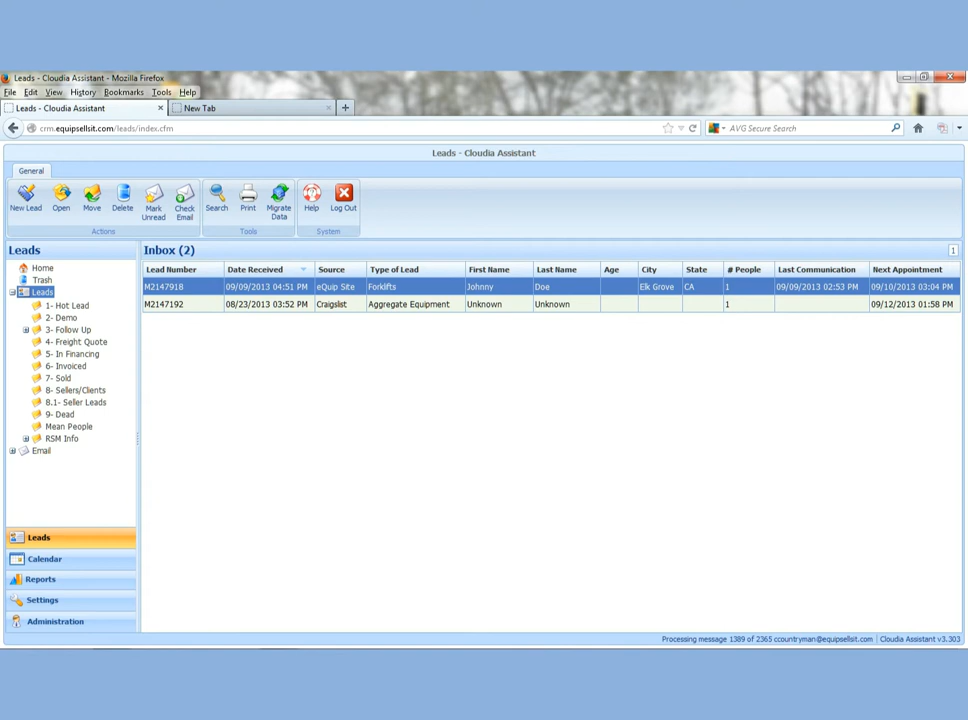 Leads - Cloudia Assistant - Mozilla Firefox
File Edit View History Bookmarks Tools Help
Leads - Cloudia Assistant × New Tab × +
crm.equipsellsit.com/leads/index.cfm AVG Secure Search
Leads - Cloudia Assistant
General
New Lead Open Move Delete Mark Unread Check Email Search Print Migrate Data Help Log Out
Actions Tools System
Leads Inbox (2) 1
Lead Number Date Received Source Type of Lead First Name Last Name Age City State # People Last Communication Next Appointment
M2147918 09/09/2013 04:51 PM eQuip Site Forklifts Johnny Doe Elk Grove CA 1 09/09/2013 02:53 PM 09/10/2013 03:04 PM
M2147192 08/23/2013 03:52 PM Craigslist Aggregate Equipment Unknown Unknown 1 09/12/2013 01:58 PM
Home
Trash
Leads
1- Hot Lead
2- Demo
3- Follow Up
4- Freight Quote
5- In Financing
6- Invoiced
7- Sold
8- Sellers/Clients
8.1- Seller Leads
9- Dead
Mean People
RSM Info
Email
Leads
Calendar
Reports
Settings
Administration
Processing message 1389 of 2365 ccountryman@equipsellsit.com Cloudia Assistant v3.303